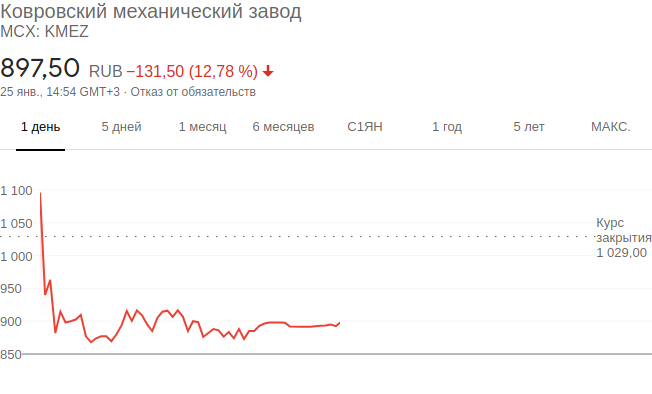 Ковровский механический завод
MCX: KMEZ
897,50 RUB −131,50 (12,78 %)
25 янв., 14:54 GMT+3 · Отказ от обязательств
1 день 5 дней 1 месяц 6 месяцев С1ЯН 1 год 5 лет МАКС.
1 100
1 050
Курс
закрытия
1 029,00
1 000
950
900
850